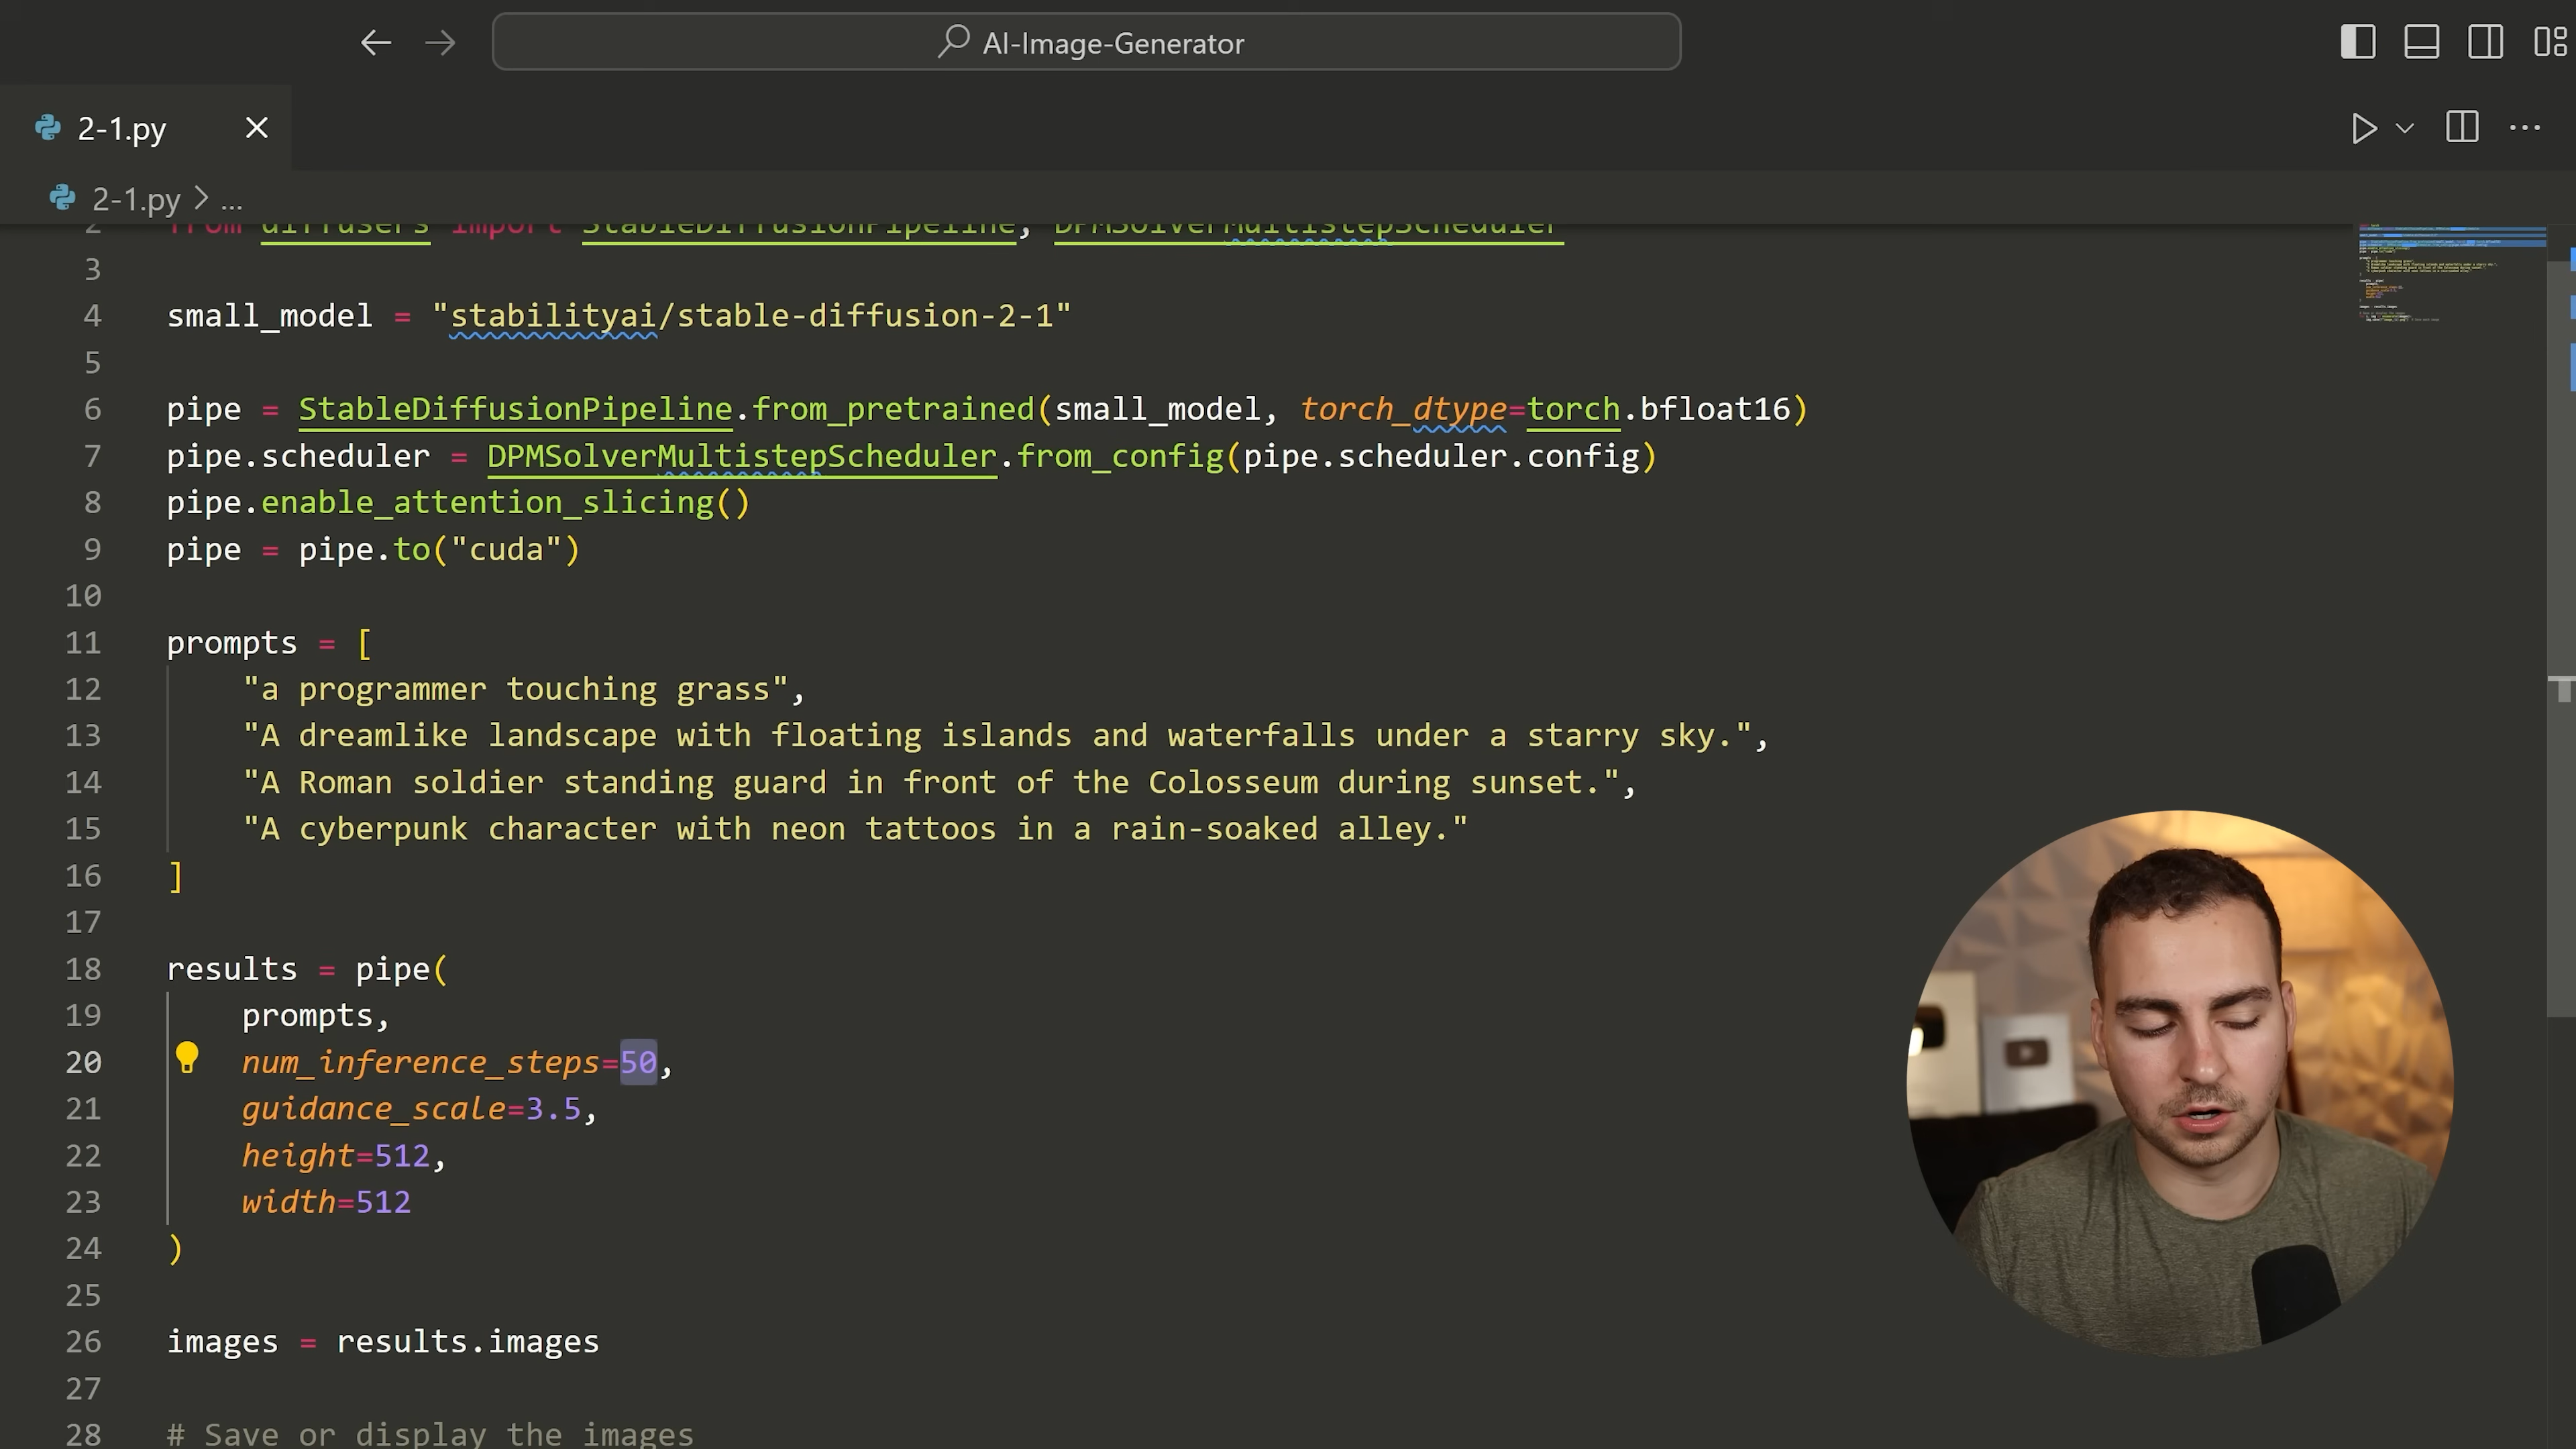 AI-Image-Generator
2-1.py
2-1.py > ...
2 from diffusers import StableDiffusionPipeline, DPMSolverMultistepScheduler
3
4 small_model = "stabilityai/stable-diffusion-2-1"
5
6 pipe = StableDiffusionPipeline.from_pretrained(small_model, torch_dtype=torch.bfloat16)
7 pipe.scheduler = DPMSolverMultistepScheduler.from_config(pipe.scheduler.config)
8 pipe.enable_attention_slicing()
9 pipe = pipe.to("cuda")
10
11 prompts = [
12 "a programmer touching grass",
13 "A dreamlike landscape with floating islands and waterfalls under a starry sky.",
14 "A Roman soldier standing guard in front of the Colosseum during sunset.",
15 "A cyberpunk character with neon tattoos in a rain-soaked alley."
16 ]
17
18 results = pipe(
19 prompts,
20 num_inference_steps=50,
21 guidance_scale=3.5,
22 height=512,
23 width=512
24 )
25
26 images = results.images
27
28 # Save or display the images